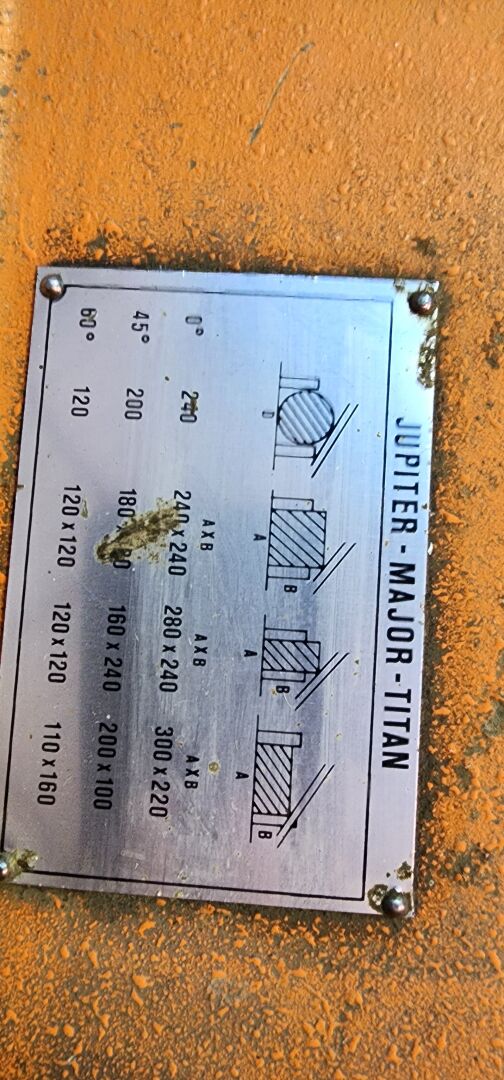 JUPITER - MAJOR - TITAN
B B B
D A A A
A X B A X B A X B
0° 240 240 x 240 280 x 240 300 x 220
45° 200 180 160 x 240 200 x 100
60° 120 120 x 120 120 x 120 110 x 160